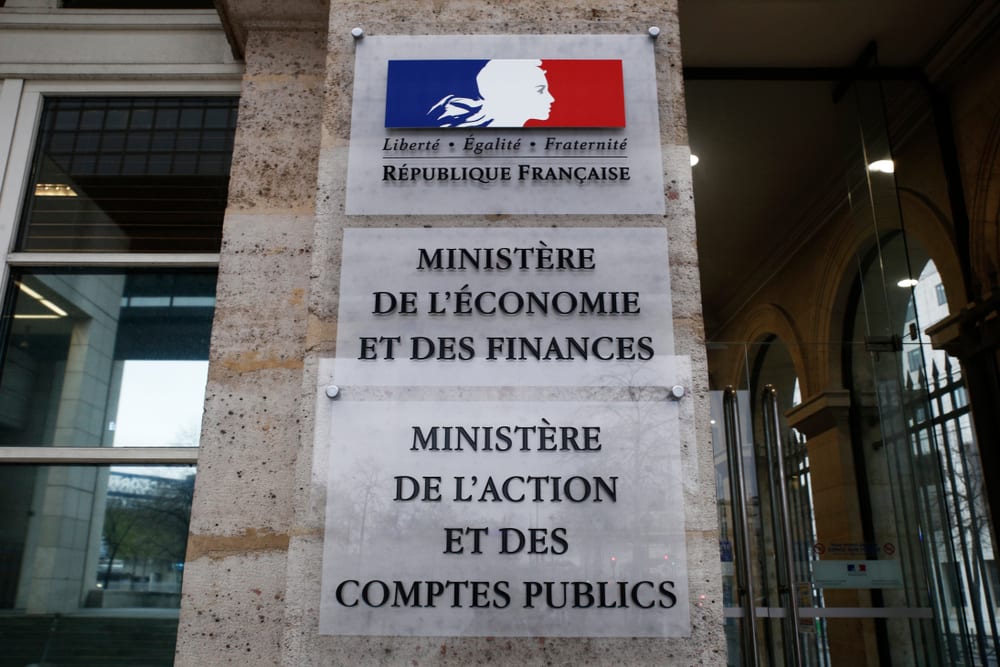 Liberté • Égalité • Fraternité
RÉPUBLIQUE FRANÇAISE
MINISTÈRE
DE L'ÉCONOMIE
ET DES FINANCES
MINISTÈRE
DE L'ACTION
ET DES
COMPTES PUBLICS